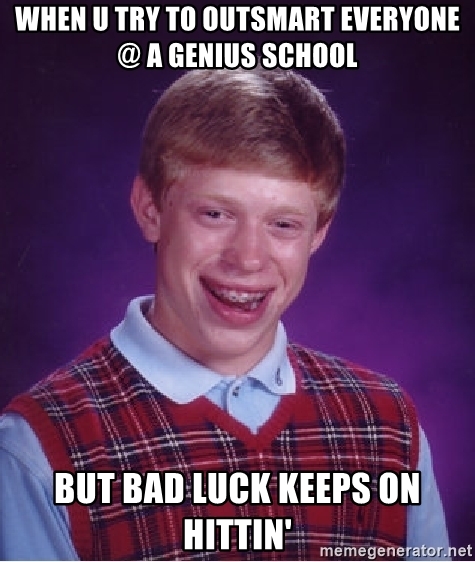 WHEN U TRY TO OUTSMART EVERYONE
@ A GENIUS SCHOOL
BUT BAD LUCK KEEPS ON
HITTIN'
memegenerator.net